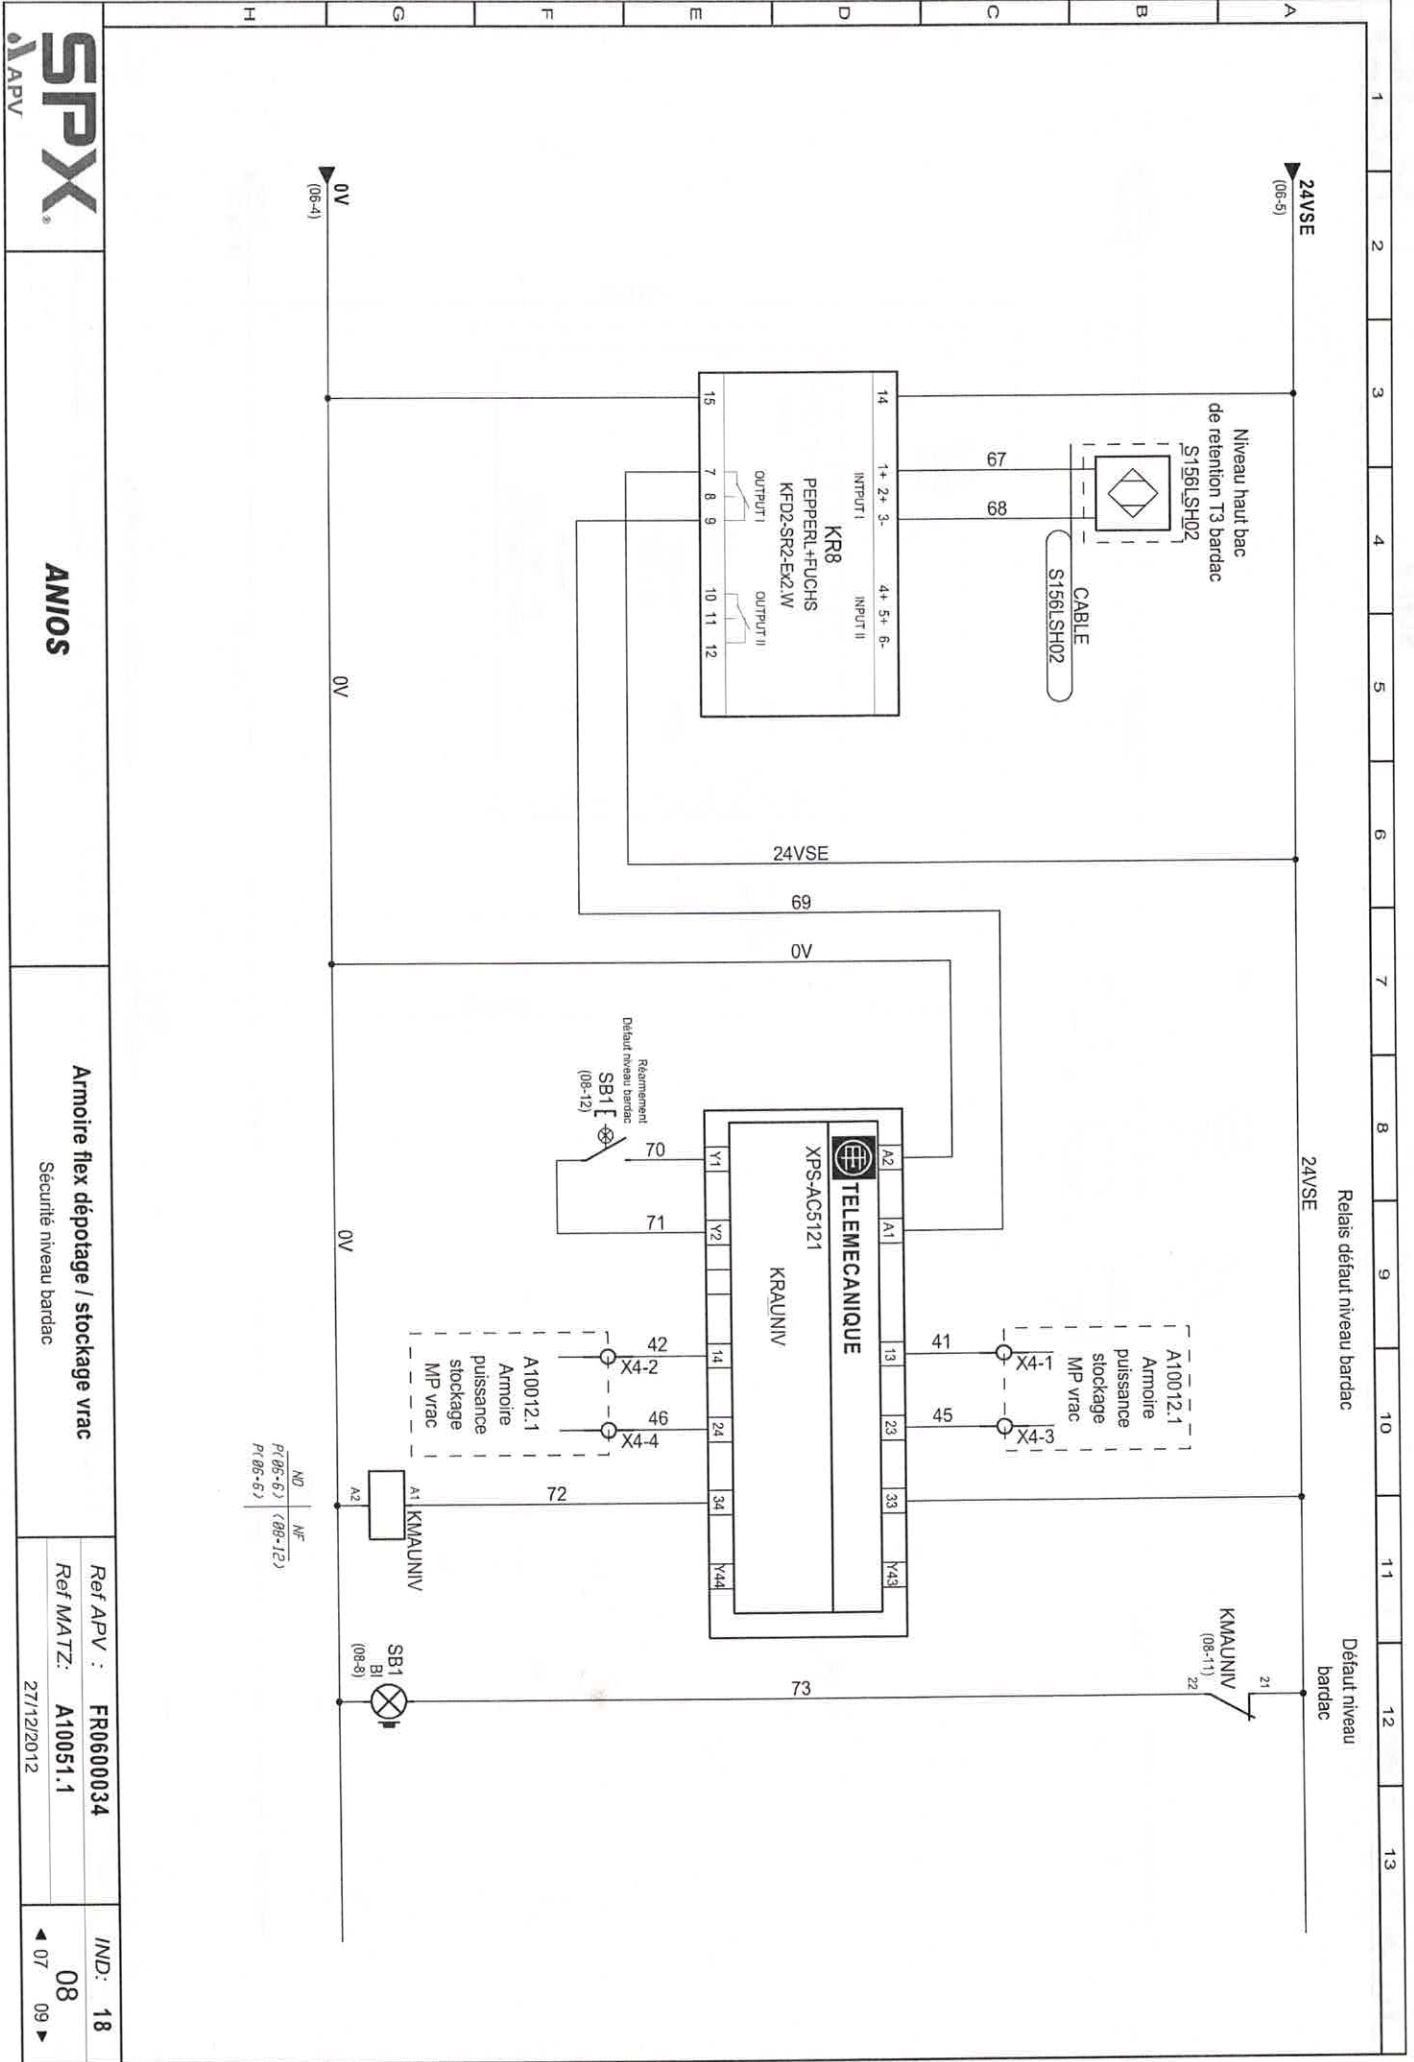 1 2 3 4 5 6 7 8 9 10 11 12 13
A
B
C
D
E
F
G
H
Relais défaut niveau bardac
Défaut niveau
bardac
24VSE
(06-5)
24VSE
Niveau haut bac
de retention T3 bardac
S156LSH02
CABLE
S156LSH02
67
68
14
1+ 2+ 3-
4+ 5+ 6-
INTPUT I
INPUT II
KR8
PEPPERL+FUCHS
KFD2-SR2-Ex2.W
OUTPUT I
OUTPUT II
15
7 8 9
10 11 12
24VSE
69
0V
A10012.1
Armoire
puissance
stockage
MP vrac
X4-1
X4-3
41
45
A2
A1
13
23
33
Y43
TELEMECANIQUE
XPS-AC5121
KRAUNIV
Y1
Y2
14
24
34
Y44
70
71
Réarmement
Défaut niveau bardac
SB1
(08-12)
42
46
X4-2
X4-4
A10012.1
Armoire
puissance
stockage
MP vrac
72
A1
KMAUNIV
A2
NO NF
P(06-6) (08-12)
P(06-6)
KMAUNIV
(08-11)
21
22
73
SB1
BI
(08-8)
0V
(06-4)
0V
0V
SPX®
APV
ANIOS
Armoire flex dépotage / stockage vrac
Sécurité niveau bardac
Ref APV : FR0600034
Ref MATZ: A10051.1
27/12/2012
IND: 18
08
◄ 07 09 ►